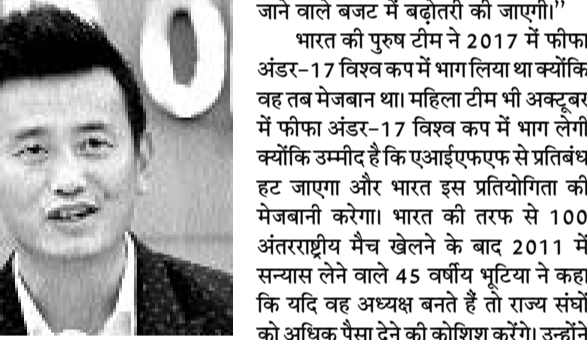 जाने वाले बजट में बढ़ोतरी की जाएगी।”
भारत की पुरुष टीम ने 2017 में फीफा
अंडर-17 विश्व कप में भाग लिया था क्योंकि
वह तब मेजबान था। महिला टीम भी अक्टूबर
में फीफा अंडर-17 विश्व कप में भाग लेगी
क्योंकि उम्मीद है कि एआईएफएफ से प्रतिबंध
हट जाएगा और भारत इस प्रतियोगिता की
मेजबानी करेगा। भारत की तरफ से 100
अंतरराष्ट्रीय मैच खेलने के बाद 2011 में
सन्यास लेने वाले 45 वर्षीय भूटिया ने कहा
कि यदि वह अध्यक्ष बनते हैं तो राज्य संघों
को अधिक पैसा देने की कोशिश करेंगे। उन्होंने